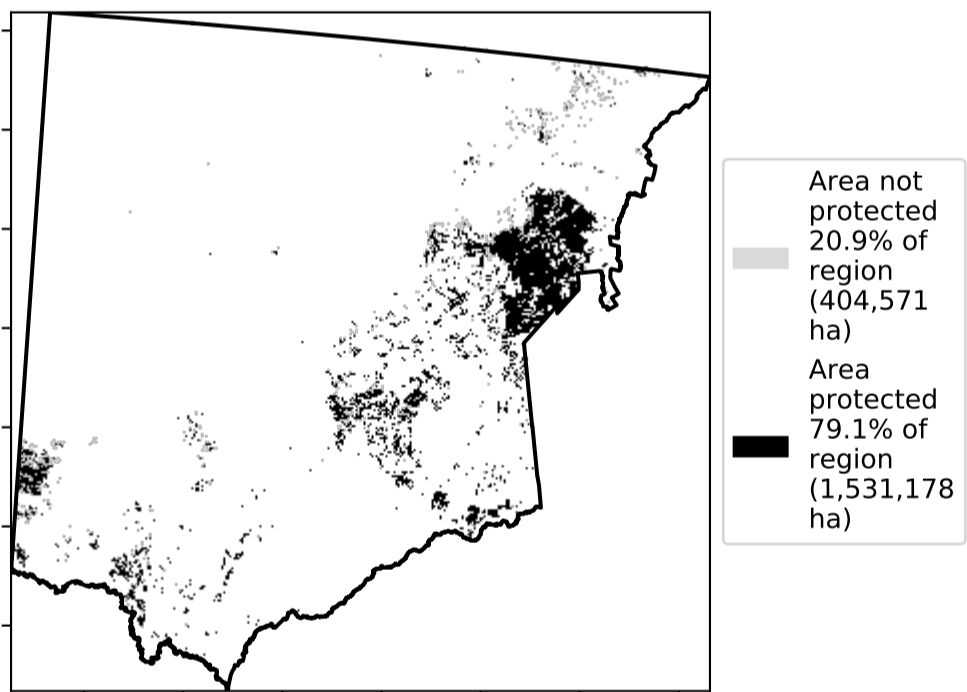 Area not
protected
20.9% of
region
(404,571
ha)
Area
protected
79.1% of
region
(1,531,178
ha)